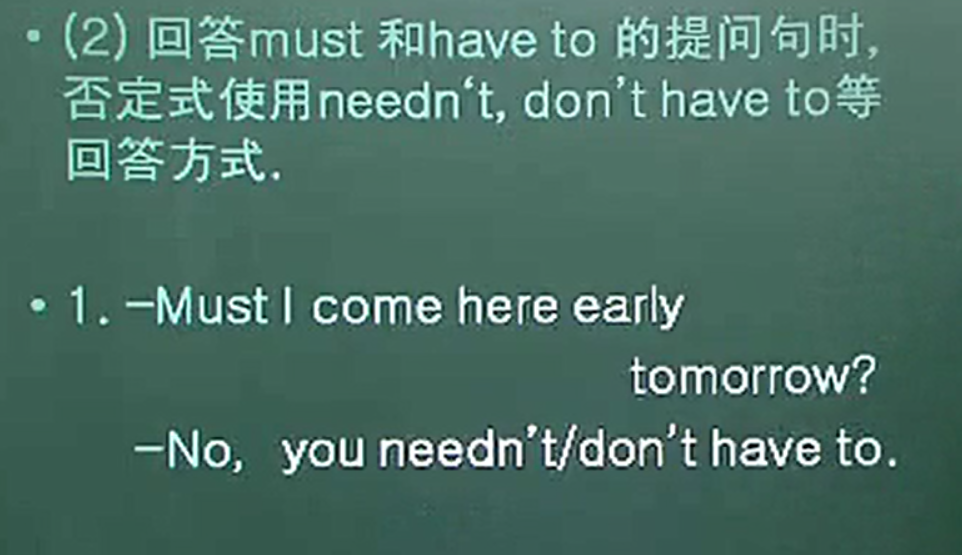 • (2) 回答must 和have to 的提问句时,
否定式使用needn‘t, don’t have to等
回答方式.
• 1. –Must I come here early
tomorrow?
–No, you needn’t/don’t have to.